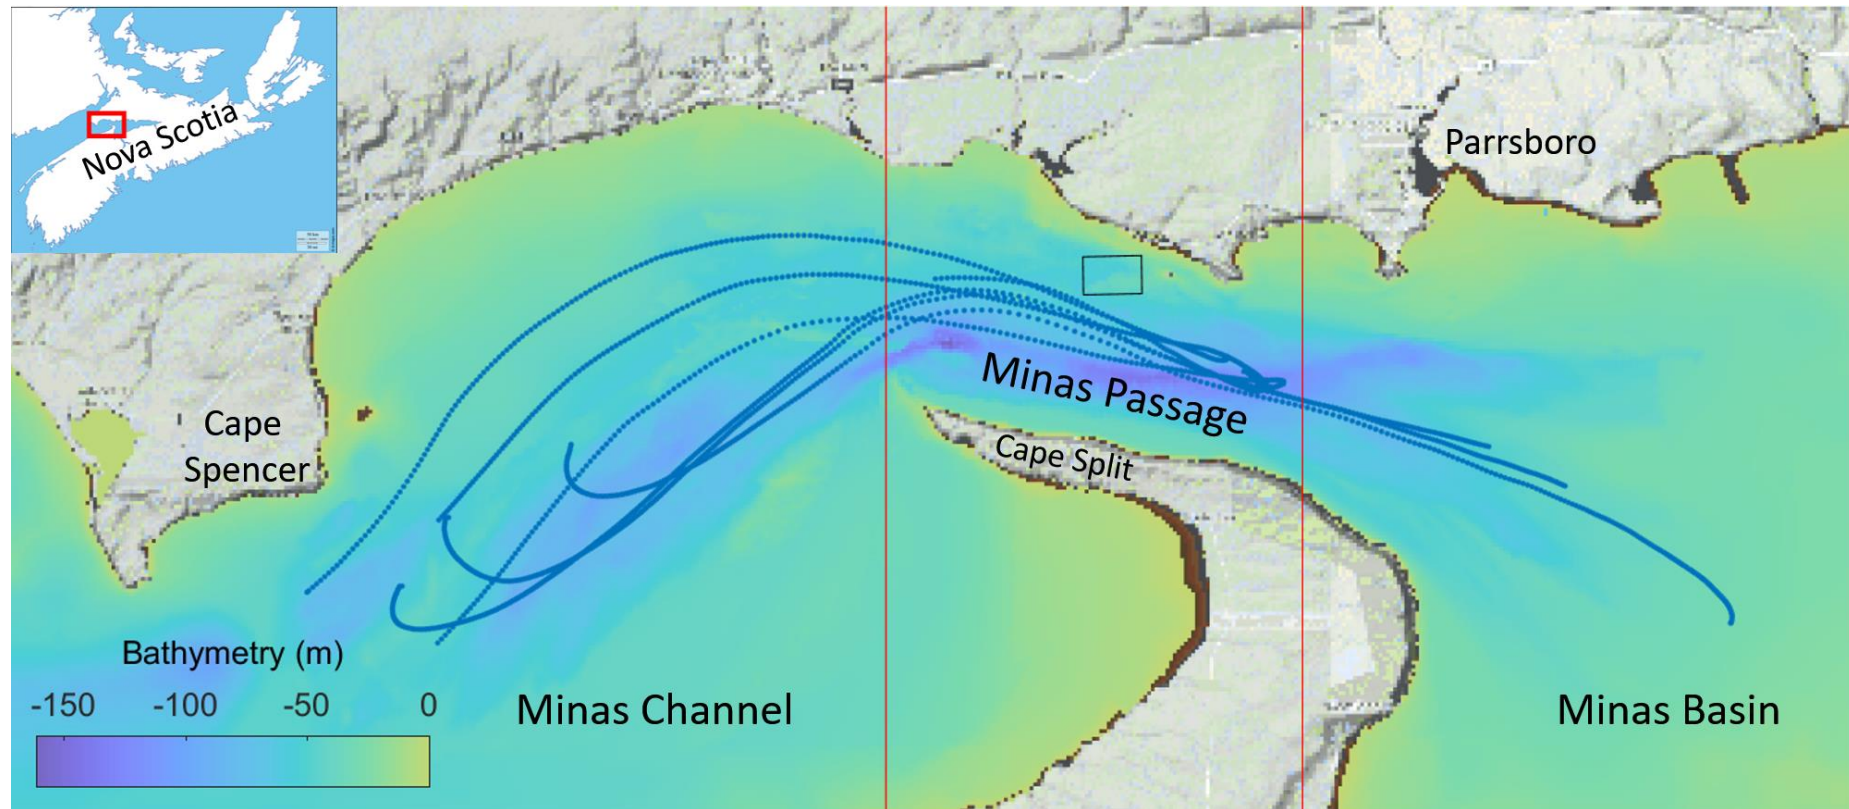 Nova Scotia
Parrsboro
Minas Passage
Cape
Spencer
Cape Split
Bathymetry (m)
-150 -100 -50 0
Minas Channel
Minas Basin